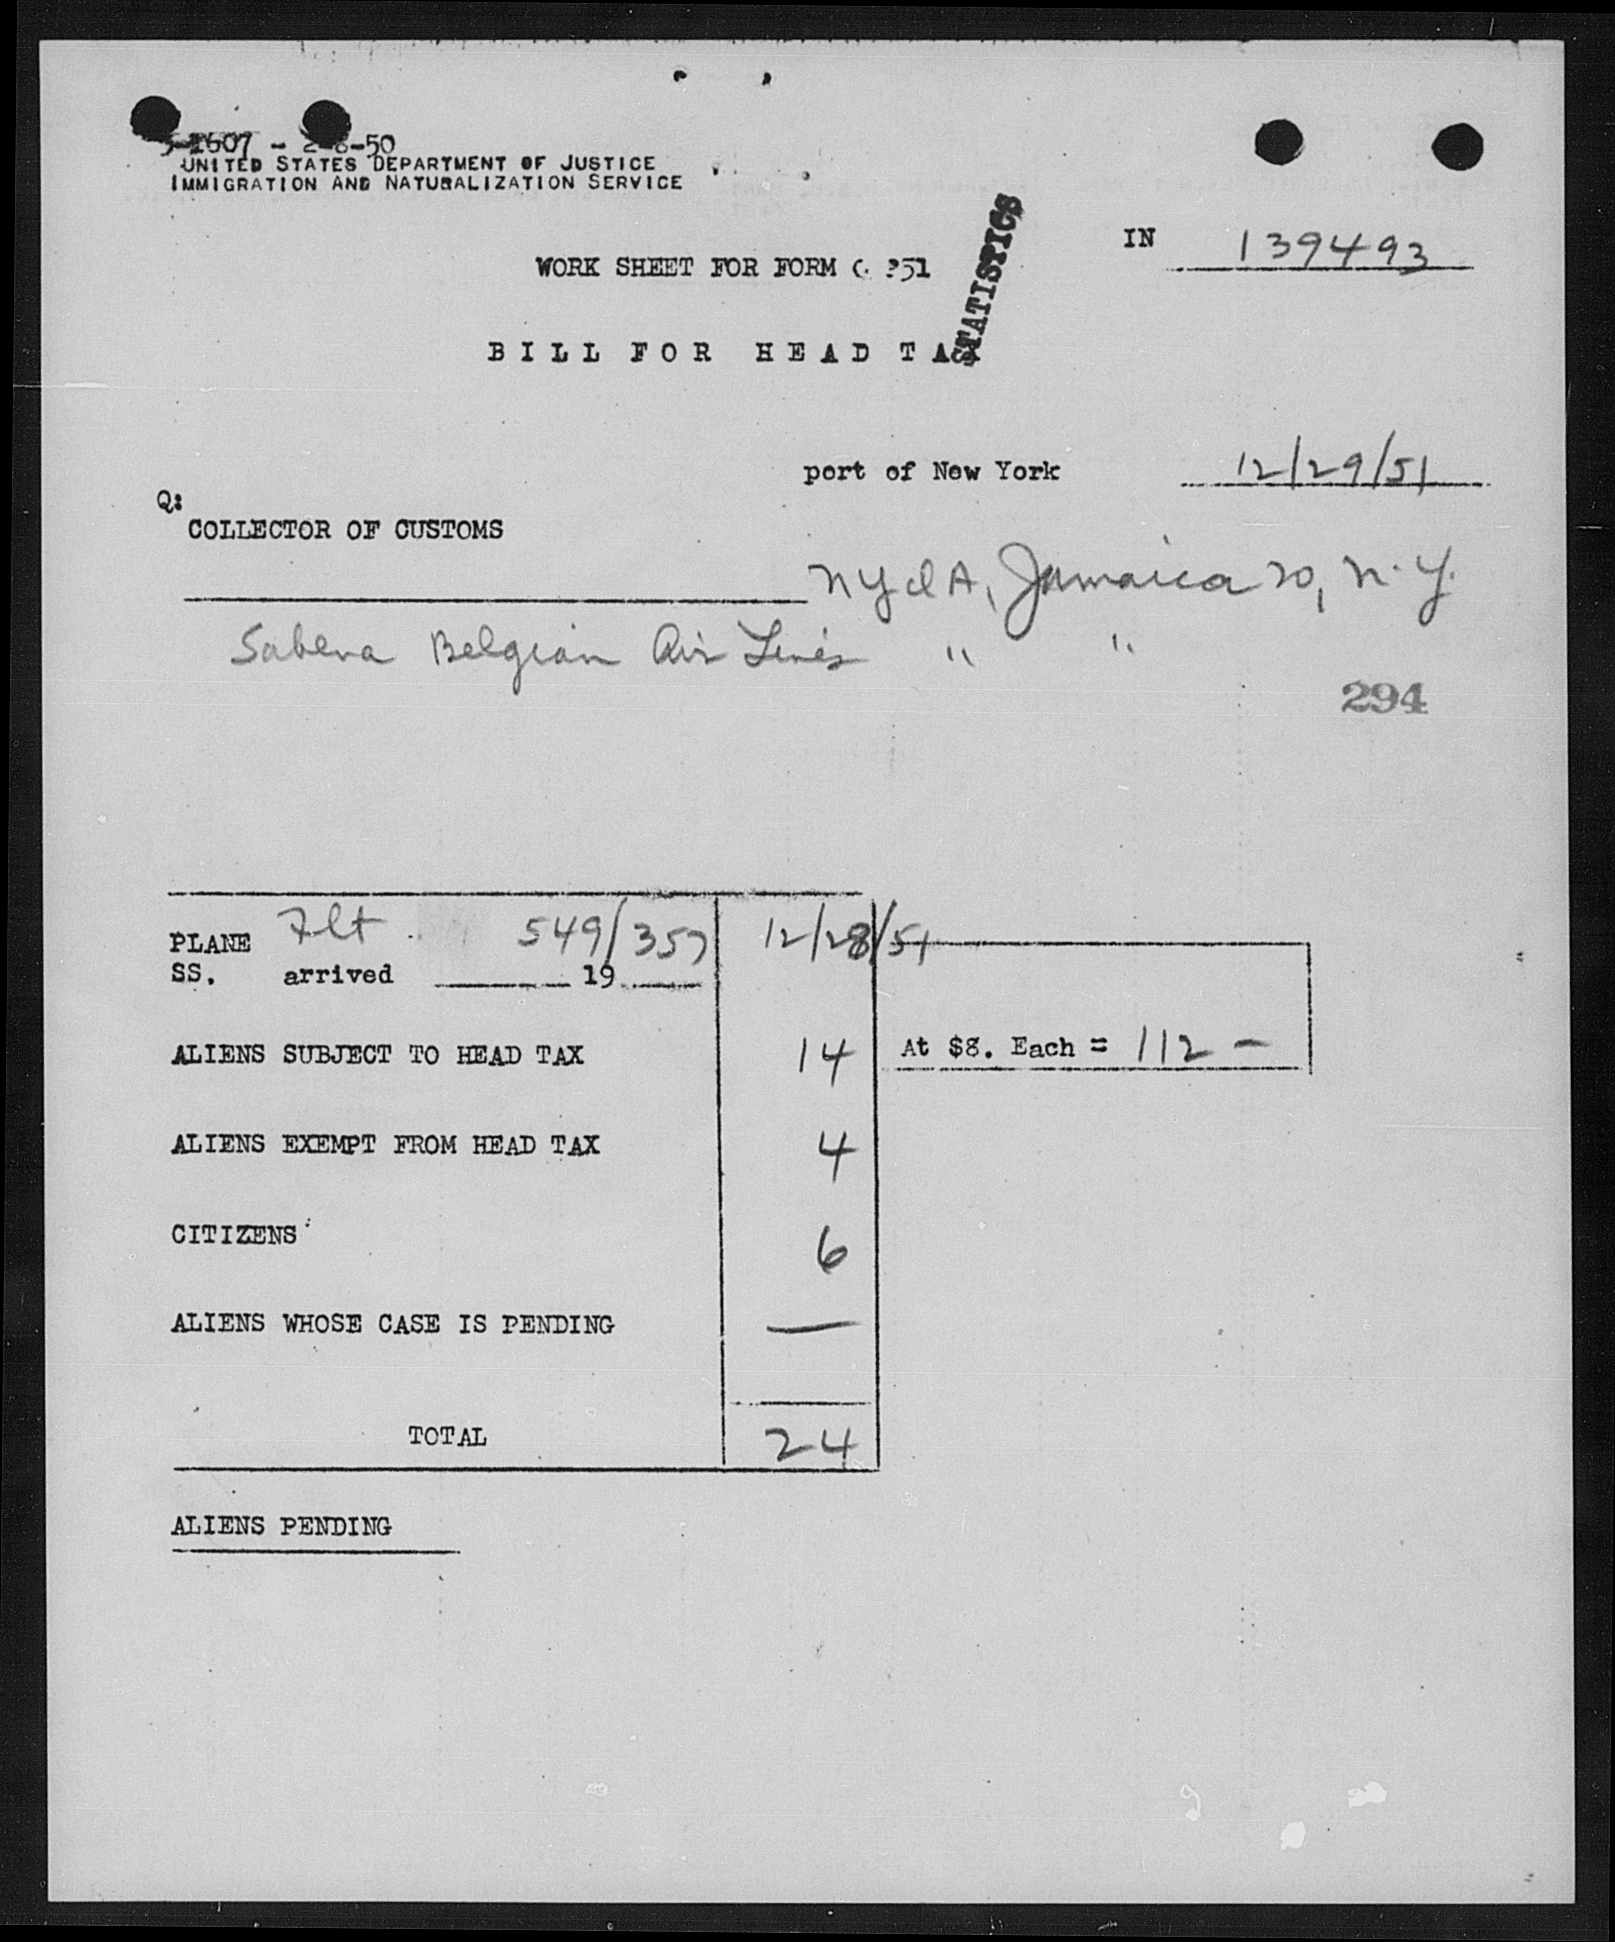 -50
UNITED STATES DEPARTMENT OF JUSTICE
IMMIGRATION AND NATURALIZATION SERVICE
STATISTICS
IN 139493
WORK SHEET FOR FORM 351
BILL FOR HEAD TAX
port of New York 12/29/51
Q:
COLLECTOR OF CUSTOMS
NYIA, Jamaica 20, N.Y.
Sabena Belgian Air Lines " "
294
PLANE Flt 549/357 12/28/51
SS. arrived 19
ALIENS SUBJECT TO HEAD TAX 14 At $8. Each = 112 -
ALIENS EXEMPT FROM HEAD TAX 4
CITIZENS 6
ALIENS WHOSE CASE IS PENDING —
TOTAL 24
ALIENS PENDING